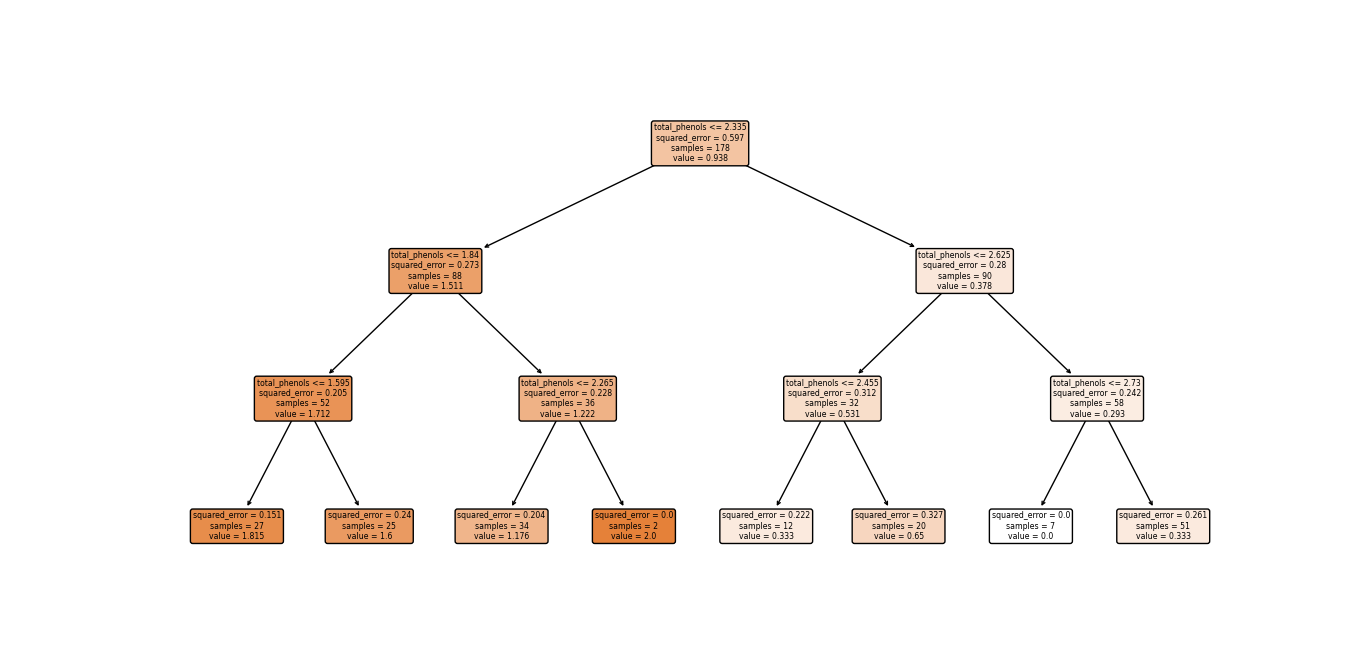 total_phenols <= 2.335
squared_error = 0.597
samples = 178
value = 0.938
total_phenols <= 1.84
squared_error = 0.273
samples = 88
value = 1.511
total_phenols <= 2.625
squared_error = 0.28
samples = 90
value = 0.378
total_phenols <= 1.595
squared_error = 0.205
samples = 52
value = 1.712
total_phenols <= 2.265
squared_error = 0.228
samples = 36
value = 1.222
total_phenols <= 2.455
squared_error = 0.312
samples = 32
value = 0.531
total_phenols <= 2.73
squared_error = 0.242
samples = 58
value = 0.293
squared_error = 0.151
samples = 27
value = 1.815
squared_error = 0.24
samples = 25
value = 1.6
squared_error = 0.204
samples = 34
value = 1.176
squared_error = 0.0
samples = 2
value = 2.0
squared_error = 0.222
samples = 12
value = 0.333
squared_error = 0.327
samples = 20
value = 0.65
squared_error = 0.0
samples = 7
value = 0.0
squared_error = 0.261
samples = 51
value = 0.333